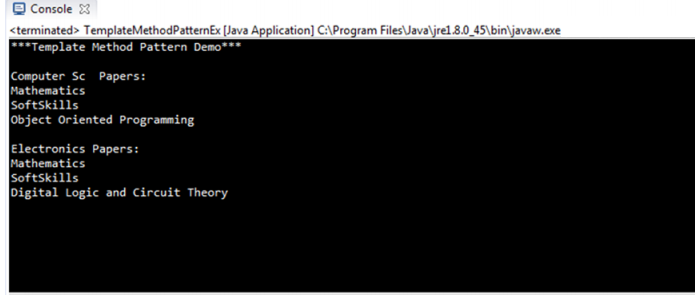 Console
<terminated> TemplateMethodPatternEx [Java Application] C:\Program Files\Java\jre1.8.0_45\bin\javaw.exe
***Template Method Pattern Demo***
Computer Sc  Papers:
Mathematics
SoftSkills
Object Oriented Programming
Electronics Papers:
Mathematics
SoftSkills
Digital Logic and Circuit Theory